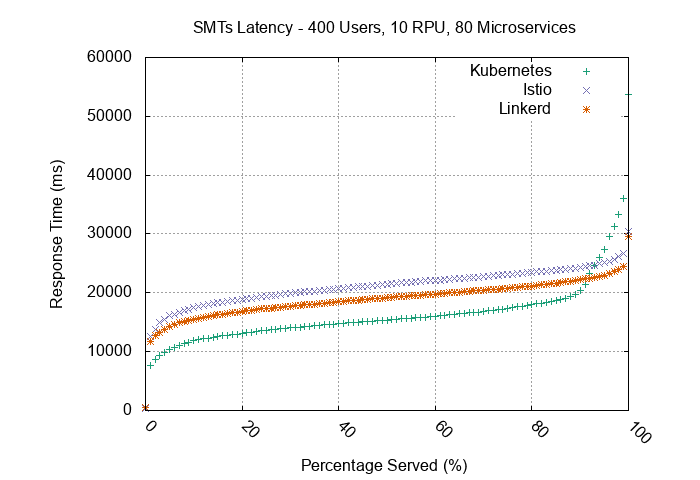 SMTs Latency - 400 Users, 10 RPU, 80 Microservices
60000
50000
40000
30000
20000
10000
0
Response Time (ms)
Kubernetes
Istio
Linkerd
0
20
40
60
80
100
Percentage Served (%)